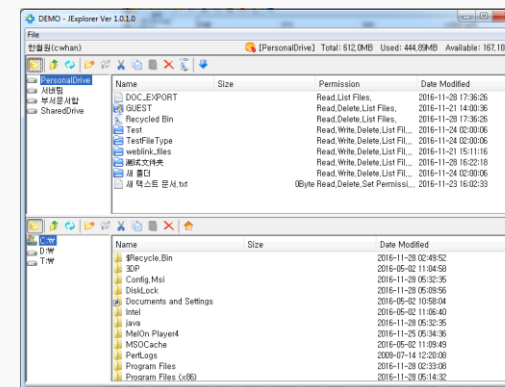 DEMO - JExplorer Ver 1.0.1.0
File
한철원(cwhan) [PersonalDrive] Total: 612,0MB Used: 444,89MB Available: 167,10
PersonalDrive
서버팀
부서문서함
SharedDrive
Name Size Permission Date Modified
DOC_EXPORT Read,List Files, 2016-11-28 17:36:26
GUEST Read,Delete,List Files, 2016-11-21 14:00:36
Recycled Bin Read,Delete,List Files, 2016-11-28 17:36:26
Test Read,Write,Delete,List Fil,,, 2016-11-24 02:00:06
TestFileType Read,Write,Delete,List Fil,,, 2016-11-24 02:00:06
weblink_files Read,Write,Delete,List Fil,,, 2016-11-21 15:11:16
测试文件夹 Read,Write,Delete,List Fil,,, 2016-11-28 16:22:18
새 폴더 Read,Write,Delete,List Fil,,, 2016-11-24 02:00:06
새 텍스트 문서,txt 0Byte Read,Delete,Set Permissi,,, 2016-11-23 16:02:33
C:₩
D:₩
T:₩
Name Size Date Modified
$Recycle,Bin 2016-11-28 02:49:52
3DP 2016-05-02 11:04:58
Config,Msi 2016-11-28 05:32:35
DiskLock 2016-11-28 05:09:56
Documents and Settings 2016-05-02 10:58:04
Intel 2016-05-02 11:06:40
java 2016-11-28 05:32:35
MelOn Player4 2016-11-25 05:34:36
MSOCache 2016-05-02 11:09:49
PerfLogs 2009-07-14 12:20:08
Program Files 2016-11-28 02:33:08
Program Files (x86) 2016-11-28 05:14:32